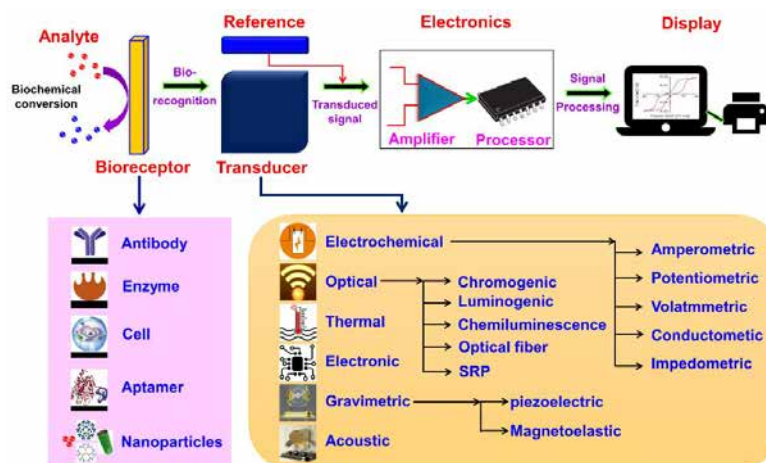 Analyte
Reference
Electronics
Display
Biochemical
conversion
Bio-
recognition
Transduced
signal
Amplifier
Processor
Signal
Processing
Bioreceptor
Transducer
Antibody
Enzyme
Cell
Aptamer
Nanoparticles
Electrochemical
Optical
Thermal
Electronic
Gravimetric
Acoustic
Chromogenic
Luminogenic
Chemiluminescence
Optical fiber
SRP
piezoelectric
Magnetoelastic
Amperometric
Potentiometric
Volatmmetric
Conductometic
Impedometric